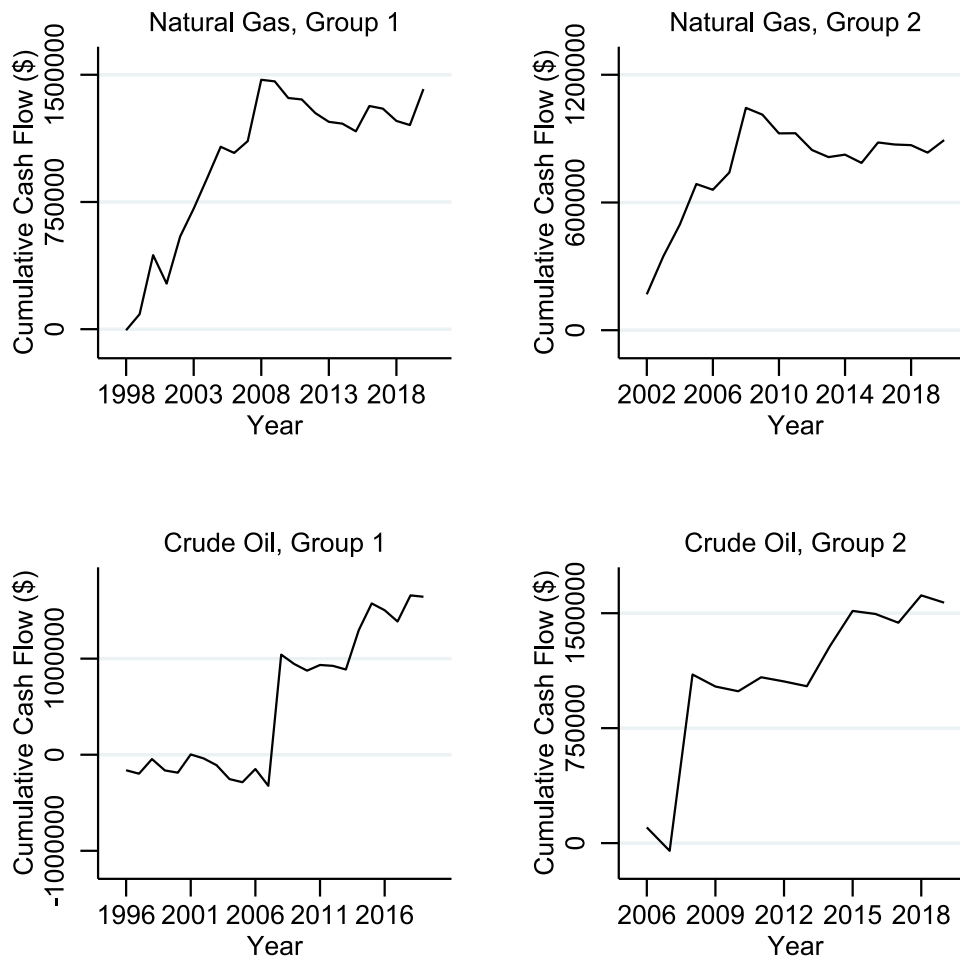 Natural Gas, Group 1
Cumulative Cash Flow ($)
1500000
750000
0
1998 2003 2008 2013 2018
Year
Natural Gas, Group 2
Cumulative Cash Flow ($)
1200000
600000
0
2002 2006 2010 2014 2018
Year
Crude Oil, Group 1
Cumulative Cash Flow ($)
1000000
0
-1000000
1996 2001 2006 2011 2016
Year
Crude Oil, Group 2
Cumulative Cash Flow ($)
1500000
750000
0
2006 2009 2012 2015 2018
Year